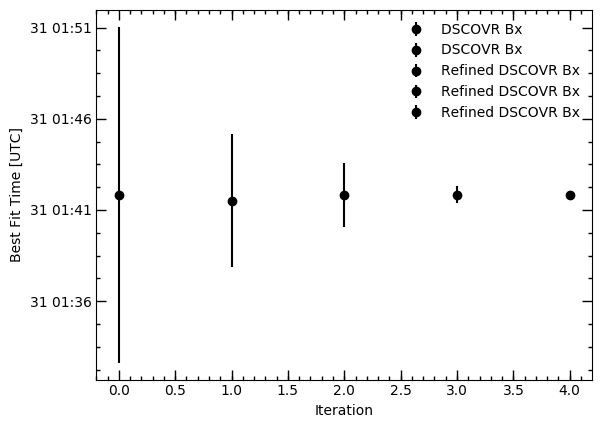 31 01:51
31 01:46
31 01:41
31 01:36
Best Fit Time [UTC]
DSCOVR Bx
DSCOVR Bx
Refined DSCOVR Bx
Refined DSCOVR Bx
Refined DSCOVR Bx
0.0 0.5 1.0 1.5 2.0 2.5 3.0 3.5 4.0
Iteration